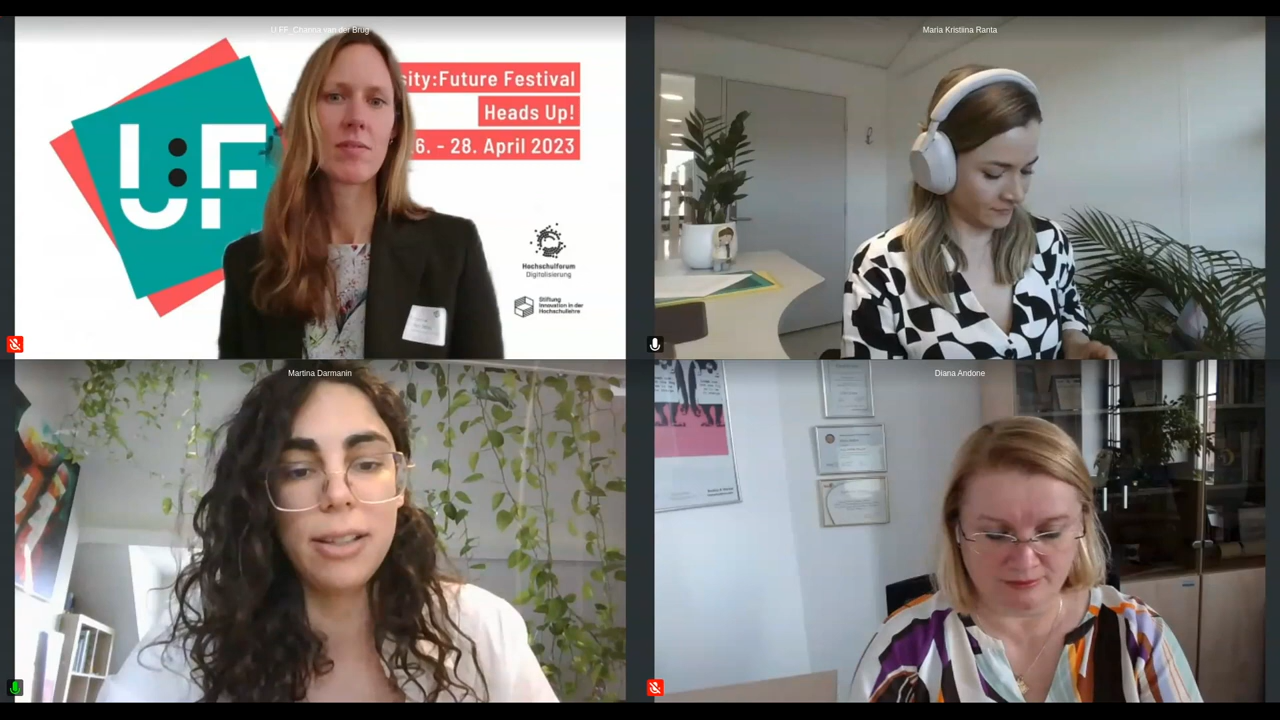 U:FF_Channa van der Brug
sity:Future Festival
Heads Up!
6. - 28. April 2023
U:FF
Hochschulforum
Digitalisierung
Stiftung
Innovation in der
Hochschullehre
Maria Kristiina Ranta
Martina Darmanin
Diana Andone